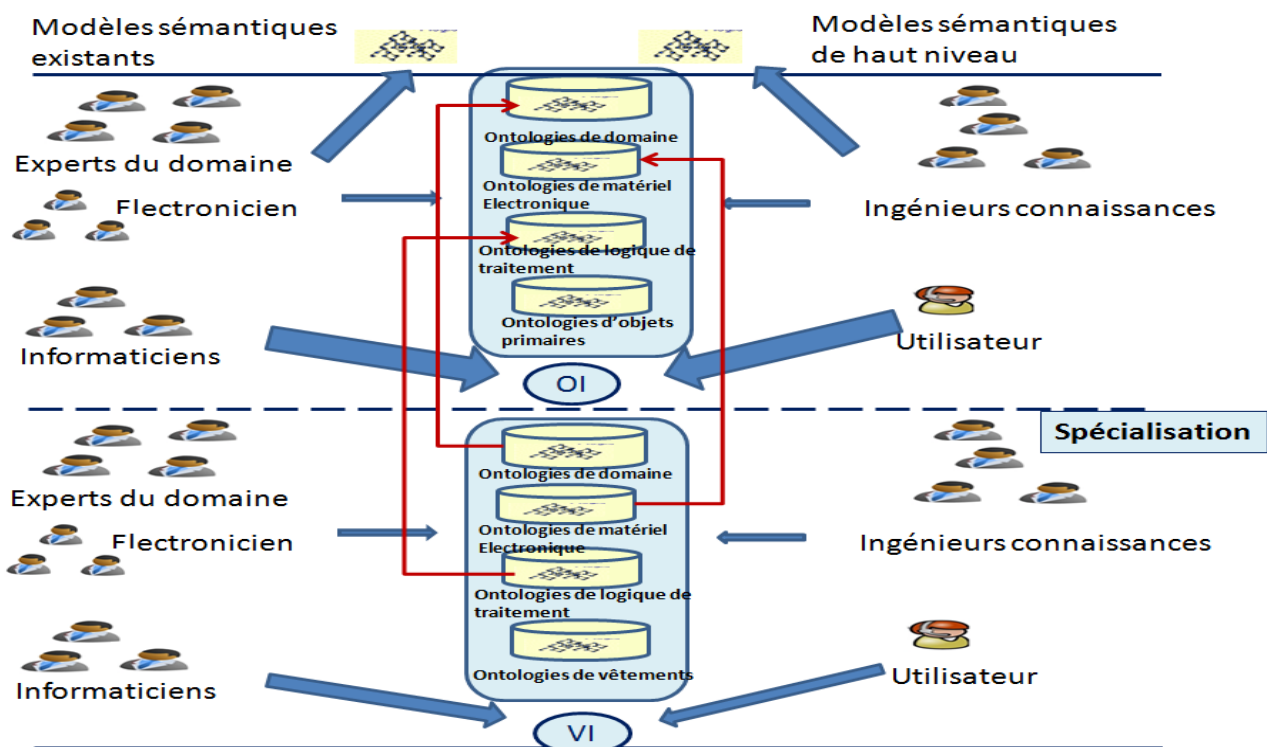 Modèles sémantiques
existants
Modèles sémantiques
de haut niveau
Experts du domaine
Flectronicien
Informaticiens
Ontologies de domaine
Ontologies de matériel
Electronique
Ontologies de logique de
traitement
Ontologies d'objets
primaires
OI
Ingénieurs connaissances
Utilisateur
Spécialisation
Experts du domaine
Flectronicien
Informaticiens
Ontologies de domaine
Ontologies de matériel
Electronique
Ontologies de logique de
traitement
Ontologies de vêtements
VI
Ingénieurs connaissances
Utilisateur